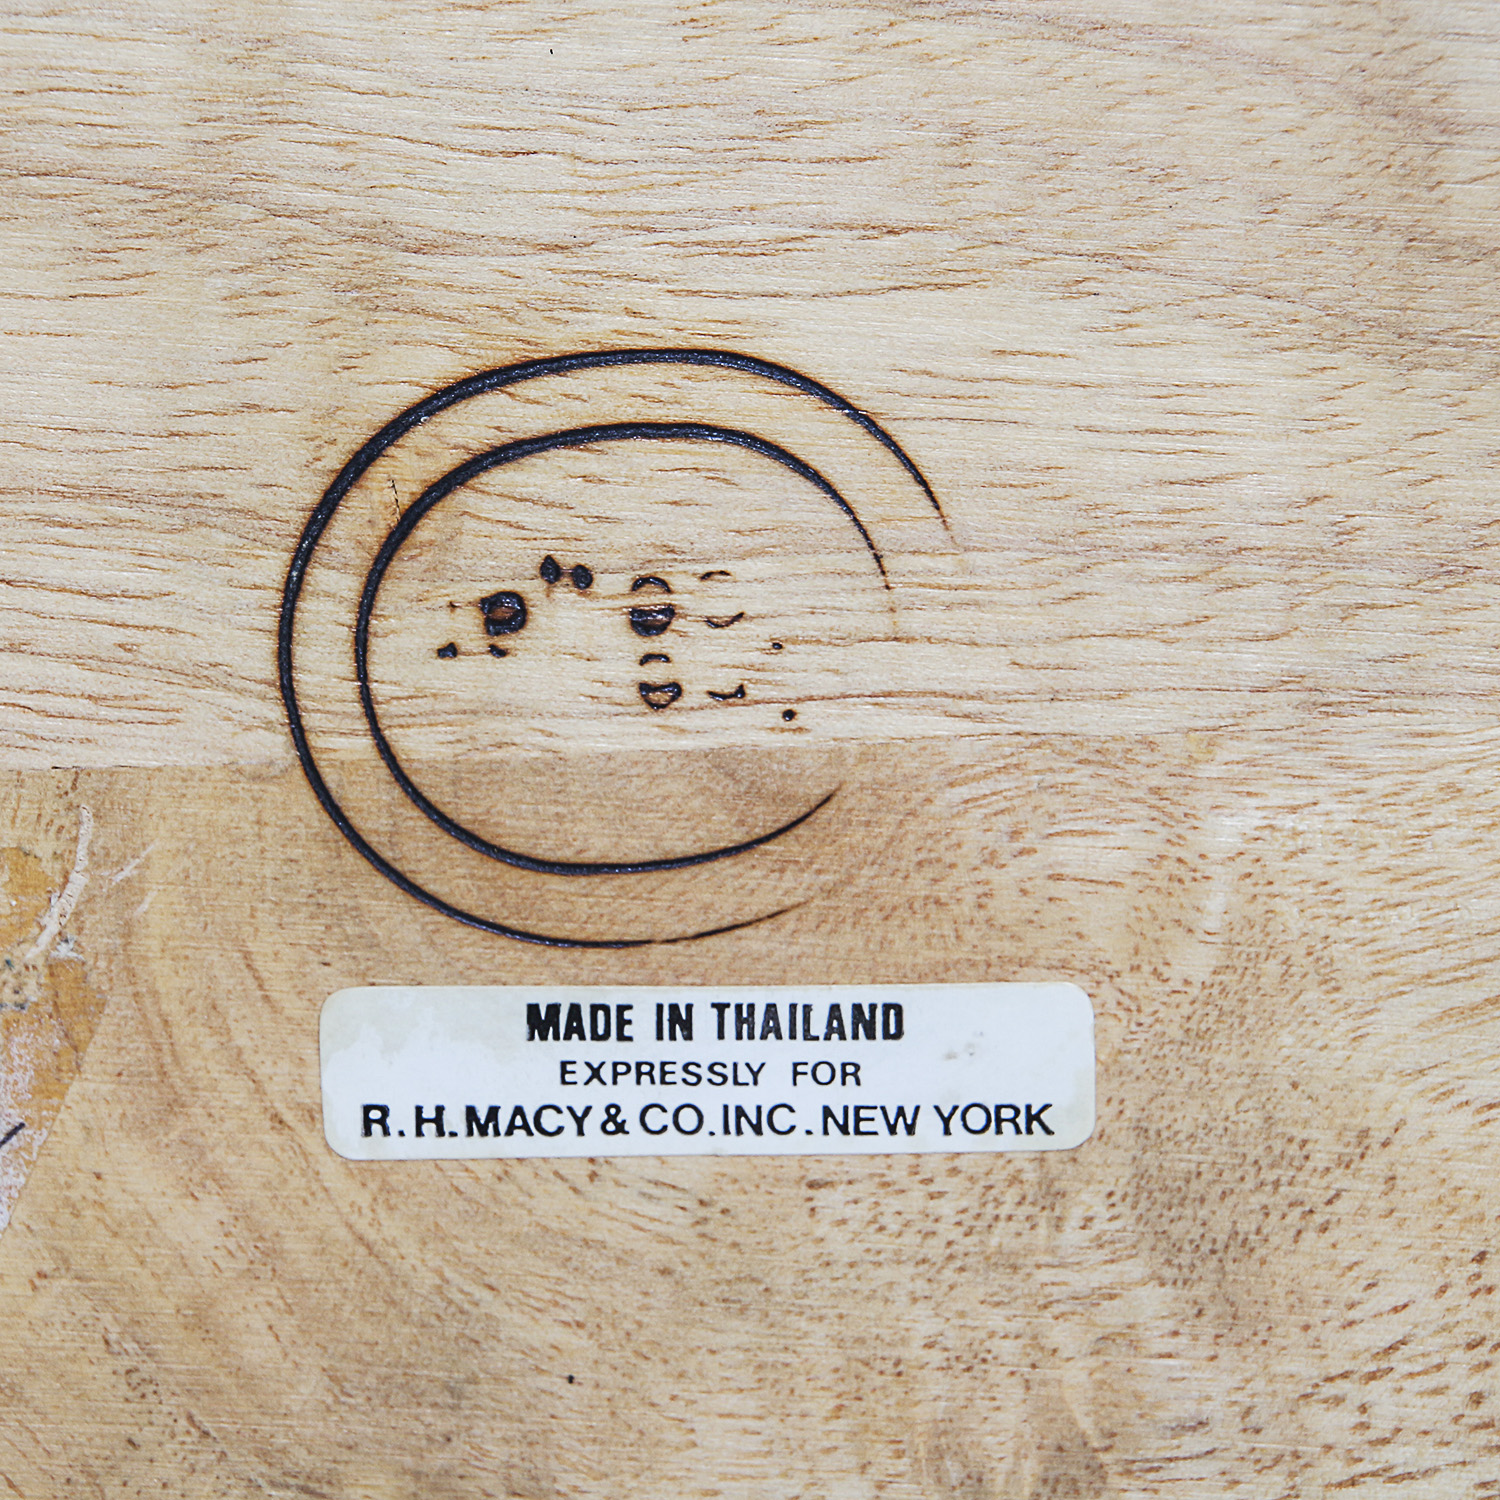 MADE IN THAILAND
EXPRESSLY FOR
R.H.MACY & CO.INC.NEW YORK